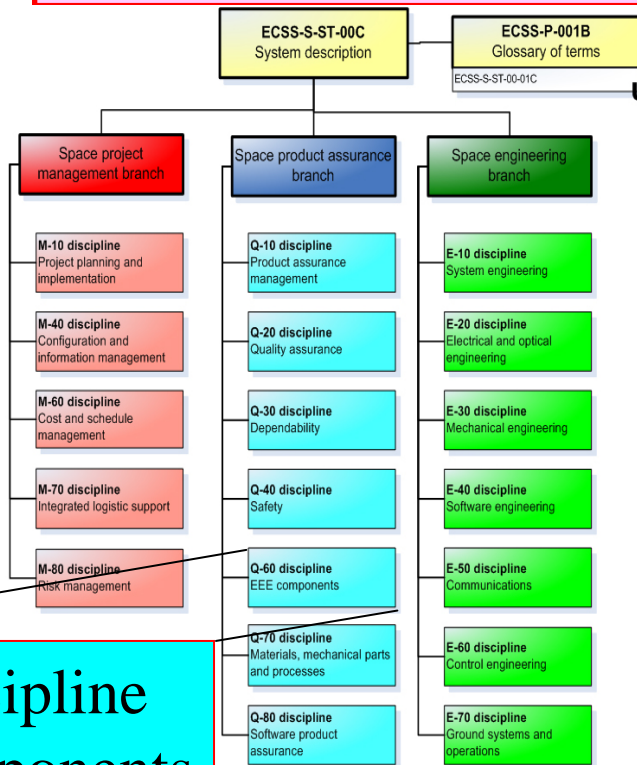 ECSS-S-ST-00C
System description
ECSS-P-001B
Glossary of terms
ECSS-S-ST-00-01C
Space project
management branch
Space product assurance
branch
Space engineering
branch
M-10 discipline
Project planning and
implementation
M-40 discipline
Configuration and
information management
M-60 discipline
Cost and schedule
management
M-70 discipline
Integrated logistic support
M-80 discipline
Risk management
Q-10 discipline
Product assurance
management
Q-20 discipline
Quality assurance
Q-30 discipline
Dependability
Q-40 discipline
Safety
Q-60 discipline
EEE components
Q-70 discipline
Materials, mechanical parts
and processes
Q-80 discipline
Software product
assurance
E-10 discipline
System engineering
E-20 discipline
Electrical and optical
engineering
E-30 discipline
Mechanical engineering
E-40 discipline
Software engineering
E-50 discipline
Communications
E-60 discipline
Control engineering
E-70 discipline
Ground systems and
operations
ipline
ponents